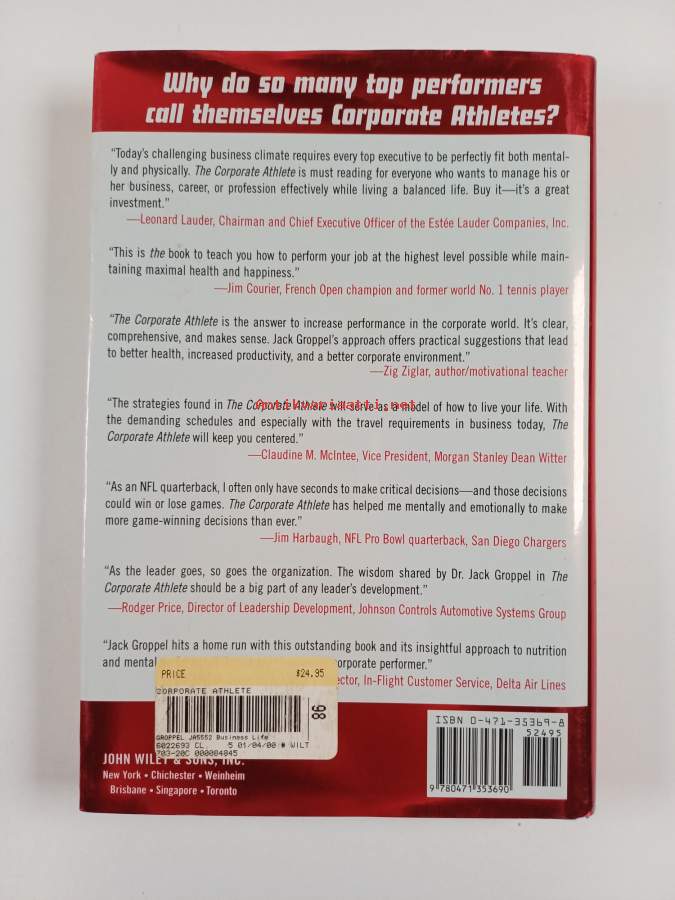 Why do so many top performers
call themselves Corporate Athletes?
“Today’s challenging business climate requires every top executive to be perfectly fit both mental-
ly and physically. The Corporate Athlete is must reading for everyone who wants to manage his or
her business, career, or profession effectively while living a balanced life. Buy it—it’s a great
investment.”
—Leonard Lauder, Chairman and Chief Executive Officer of the Estée Lauder Companies, Inc.
“This is the book to teach you how to perform your job at the highest level possible while main-
taining maximal health and happiness.”
—Jim Courier, French Open champion and former world No. 1 tennis player
“The Corporate Athlete is the answer to increase performance in the corporate world. It’s clear,
comprehensive, and makes sense. Jack Groppel’s approach offers practical suggestions that lead
to better health, increased productivity, and a better corporate environment.”
—Zig Ziglar, author/motivational teacher
“The strategies found in The Corporate Athlete will serve as a model of how to live your life. With
the demanding schedules and especially with the travel requirements in business today, The
Corporate Athlete will keep you centered.”
—Claudine M. McIntee, Vice President, Morgan Stanley Dean Witter
“As an NFL quarterback, I often only have seconds to make critical decisions—and those decisions
could win or lose games. The Corporate Athlete has helped me mentally and emotionally to make
more game-winning decisions than ever.”
—Jim Harbaugh, NFL Pro Bowl quarterback, San Diego Chargers
“As the leader goes, so goes the organization. The wisdom shared by Dr. Jack Groppel in The
Corporate Athlete should be a big part of any leader’s development.”
—Rodger Price, Director of Leadership Development, Johnson Controls Automotive Systems Group
“Jack Groppel hits a home run with this outstanding book and its insightful approach to nutrition
and mental corporate performer.”
ector, In-Flight Customer Service, Delta Air Lines
PRICE $24.95
CORPORATE ATHLETE
98
GROPPEL JA5552 Business Life
6022693 CL. 5 01/04/00 # WILT
703-20C 000004845
JOHN WILEY & SONS, INC.
New York • Chichester • Weinheim
Brisbane • Singapore • Toronto
ISBN 0-471-35369-8
52495
9 780471 353690